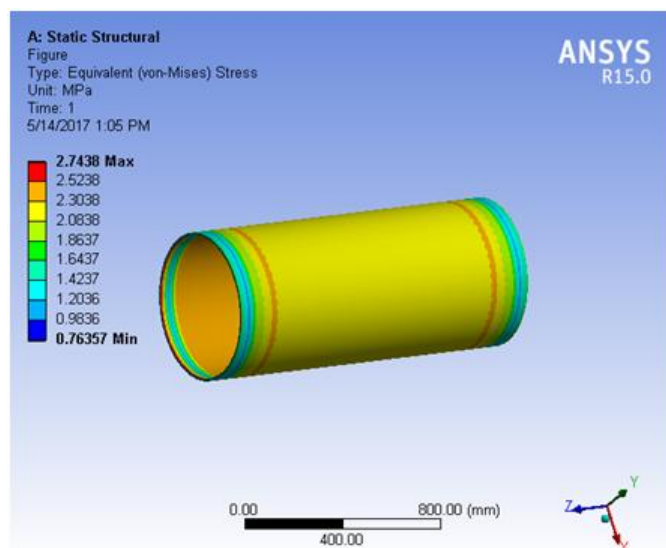 A: Static Structural
Figure
Type: Equivalent (von-Mises) Stress
Unit: MPa
Time: 1
5/14/2017 1:05 PM
ANSYS
R15.0
2.7438 Max
2.5238
2.3038
2.0838
1.8637
1.6437
1.4237
1.2036
0.9836
0.76357 Min
0.00
800.00 (mm)
400.00
Y
Z
X